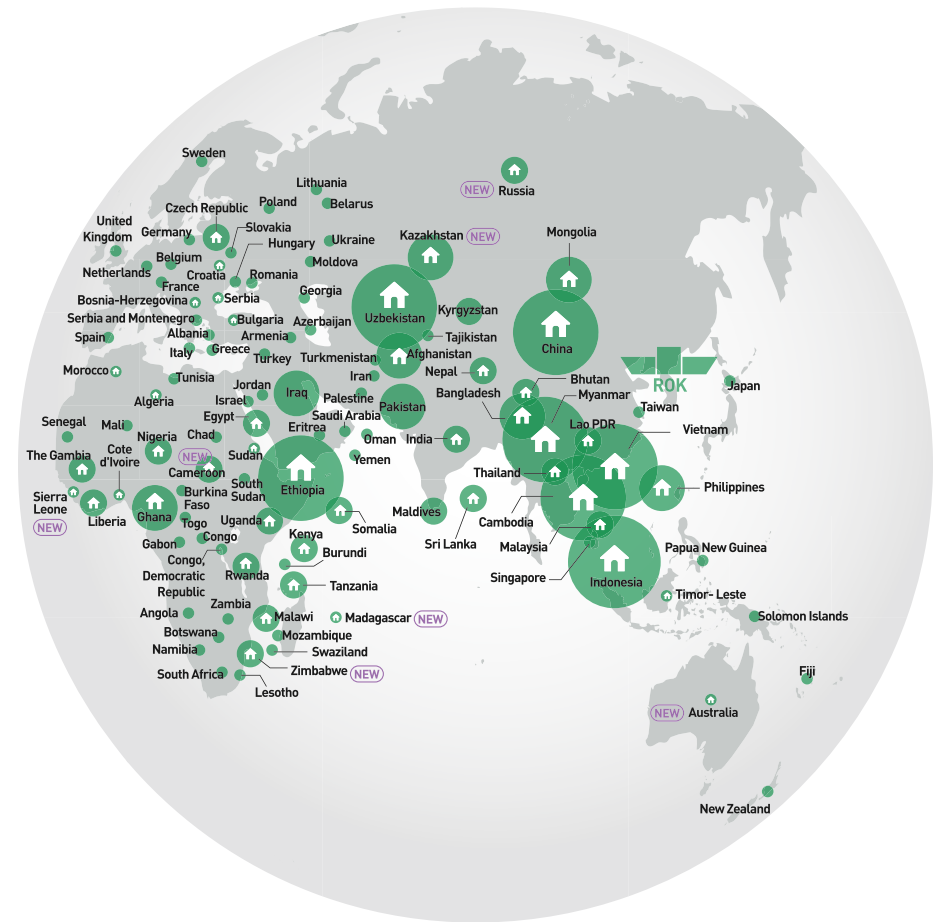 Sweden
Lithuania
Poland
Belarus
NEW
Russia
Czech Republic
United
Kingdom
Germany
Slovakia
Hungary
Ukraine
Kazakhstan
NEW
Mongolia
Belgium
Netherlands
Croatia
Romania
Moldova
France
Georgia
Bosnia-Herzegovina
Serbia
Kyrgyzstan
Serbia and Montenegro
Bulgaria
Azerbaijan
Uzbekistan
Spain
Albania
Armenia
Tajikistan
China
Italy
Greece
Turkey
Turkmenistan
Afghanistan
Morocco
Tunisia
Iran
Nepal
Bhutan
ROK
Japan
Algeria
Jordan
Israel
Iraq
Palestine
Pakistan
Bangladesh
Myanmar
Taiwan
Senegal
Mali
Egypt
Saudi Arabia
Eritrea
Lao PDR
Vietnam
Nigeria
Chad
Oman
India
The Gambia
Cote
d'Ivoire
NEW
Sudan
Yemen
Cameroon
Thailand
Sierra
Leone
NEW
Liberia
Ghana
Burkina
Faso
South
Sudan
Ethiopia
Philippines
Togo
Uganda
Somalia
Maldives
Sri Lanka
Cambodia
Gabon
Congo
Kenya
Malaysia
Papua New Guinea
Congo,
Democratic
Republic
Rwanda
Burundi
Singapore
Indonesia
Tanzania
Timor- Leste
Angola
Zambia
Malawi
Madagascar
NEW
Solomon Islands
Botswana
Mozambique
Namibia
Swaziland
South Africa
Zimbabwe
NEW
Lesotho
Fiji
NEW
Australia
New Zealand